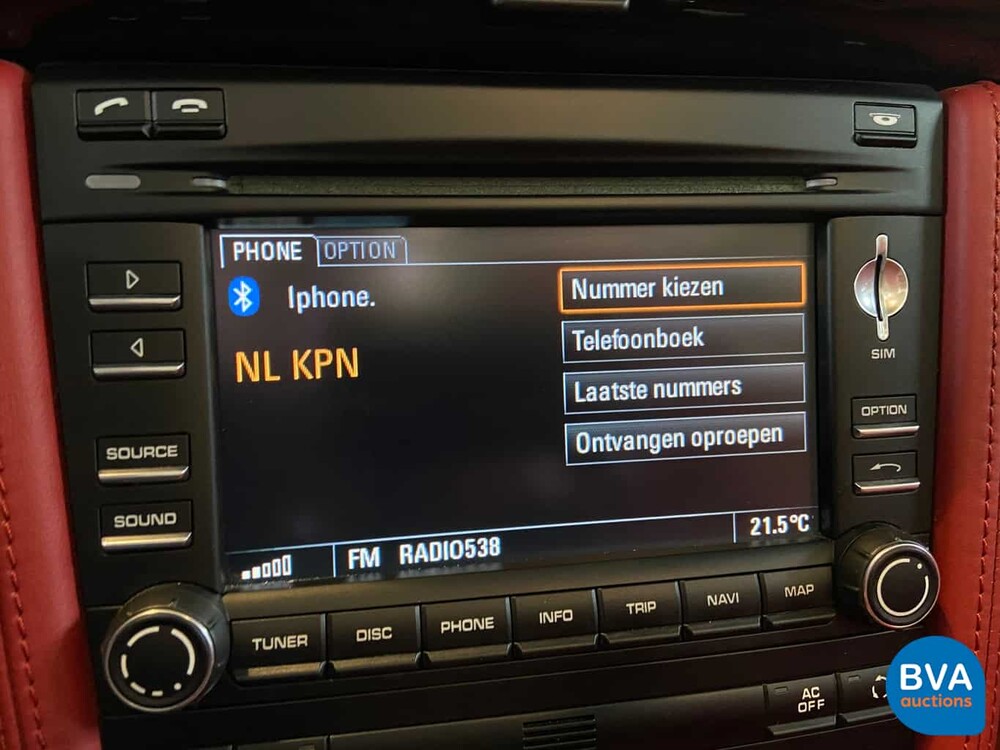 PHONE OPTION
Iphone.
NL KPN
Nummer kiezen
Telefoonboek
Laatste nummers
Ontvangen oproepen
FM RADIO538 21.5°C
SIM
OPTION
SOURCE
SOUND
TUNER DISC PHONE INFO TRIP NAVI MAP
AC
OFF
BVA
auctions